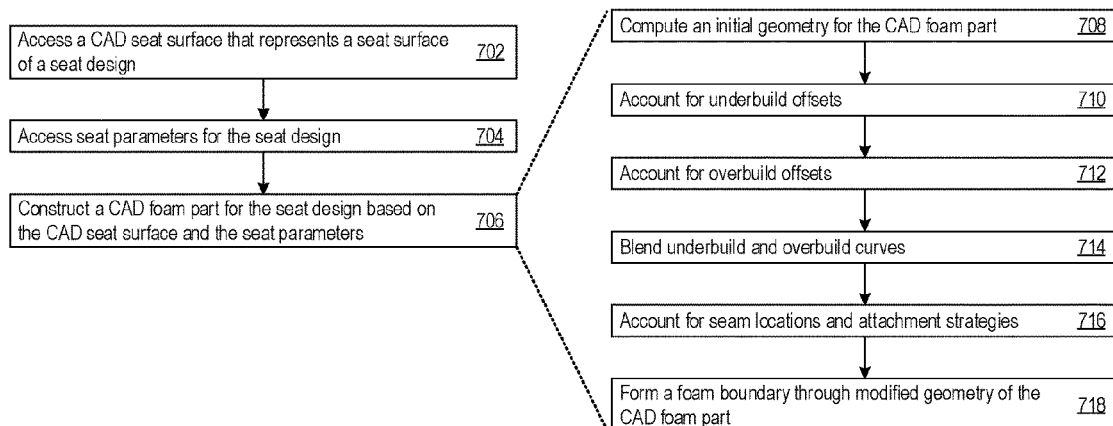 Access a CAD seat surface that represents a seat surface
of a seat design
702
Access seat parameters for the seat design
704
Construct a CAD foam part for the seat design based on
the CAD seat surface and the seat parameters
706
Compute an initial geometry for the CAD foam part
708
Account for underbuild offsets
710
Account for overbuild offsets
712
Blend underbuild and overbuild curves
714
Account for seam locations and attachment strategies
716
Form a foam boundary through modified geometry of the
CAD foam part
718